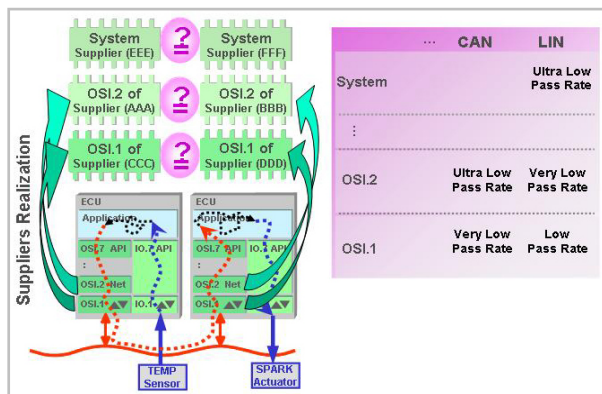 Suppliers Realization
System
Supplier (EEE)
?
=
System
Supplier (FFF)
OSI.2 of
Supplier (AAA)
?
=
OSI.2 of
Supplier (BBB)
OSI.1 of
Supplier (CCC)
?
=
OSI.1 of
Supplier (DDD)
ECU
Application
OSI.7 API
IO.7 API
:
OSI.2 Net
OSI.1
IO.1
ECU
Application
OSI.7 API
API
:
OSI.2 Net
OSI.
TEMP
Sensor
SPARK
Actuator
... CAN LIN
System
Ultra Low
Pass Rate
:
OSI.2
Ultra Low
Pass Rate
Very Low
Pass Rate
OSI.1
Very Low
Pass Rate
Low
Pass Rate